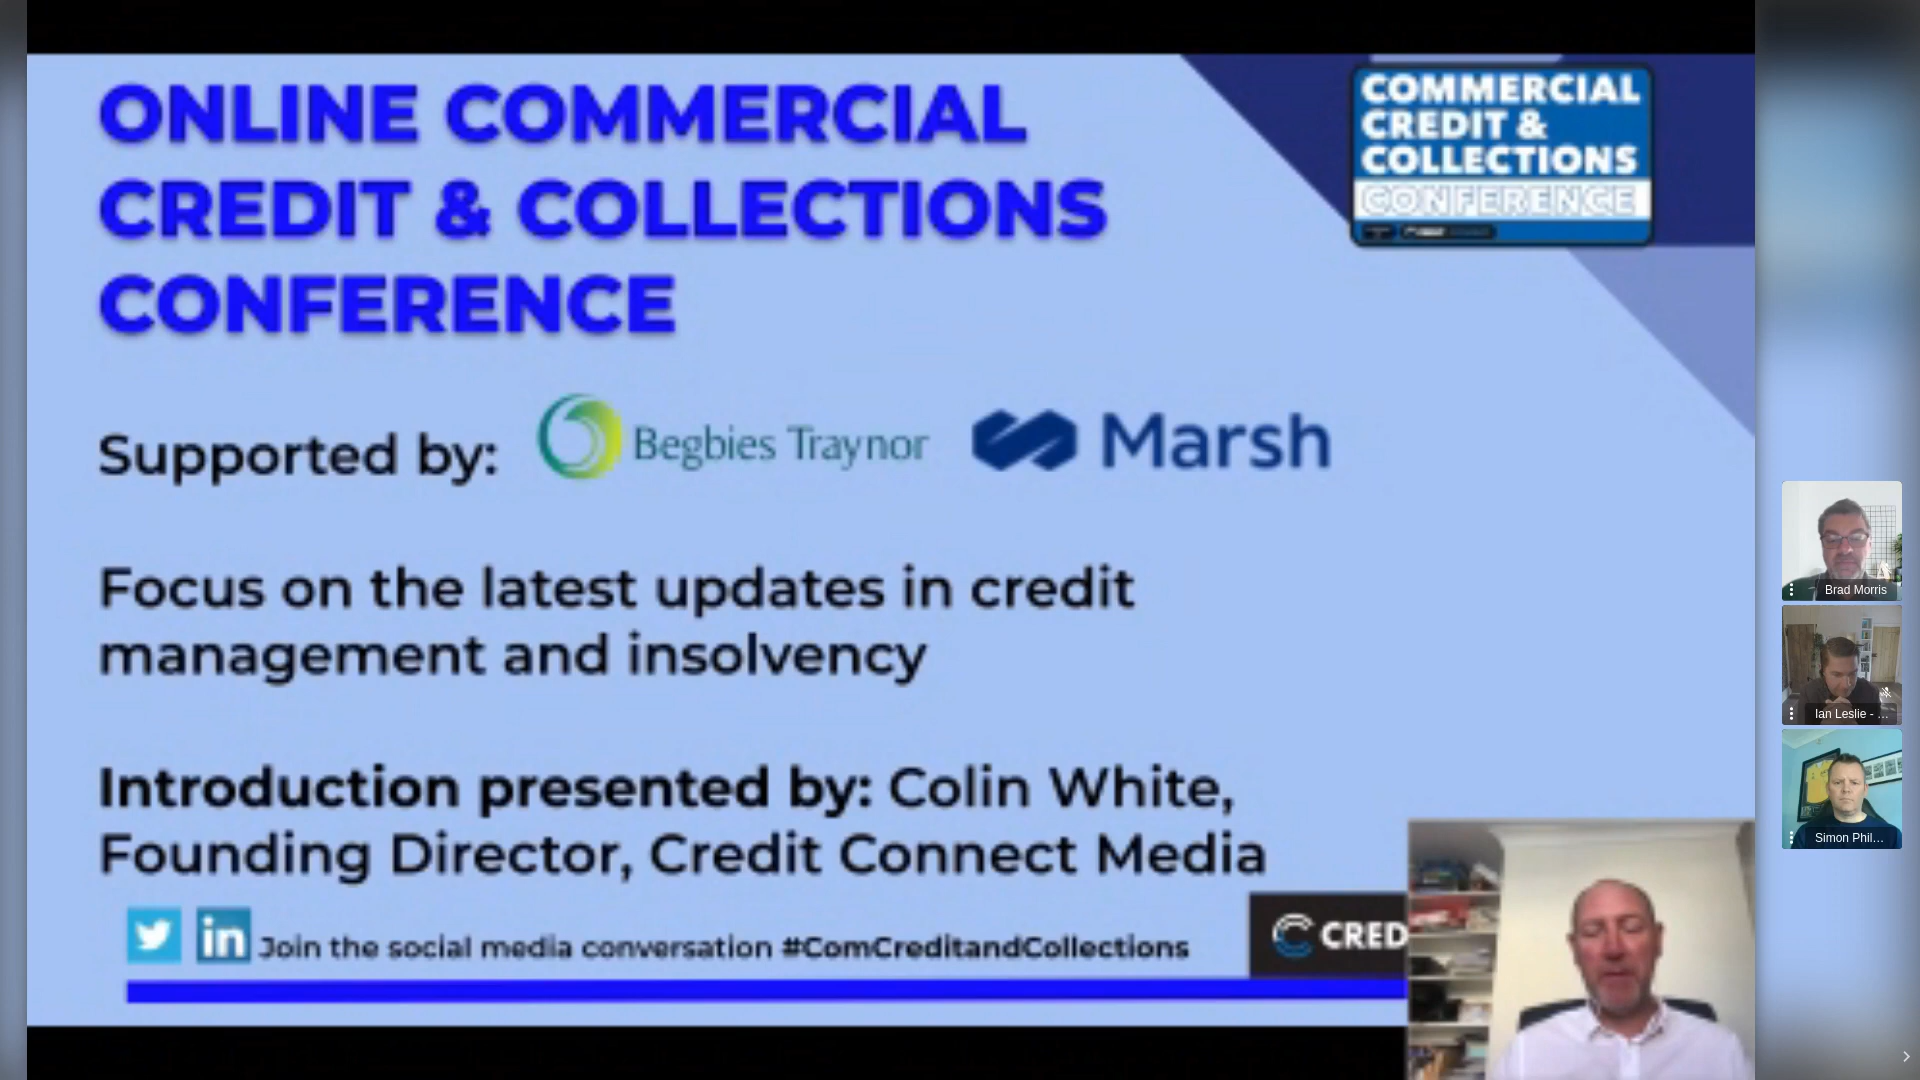 ONLINE COMMERCIAL
CREDIT & COLLECTIONS
CONFERENCE
COMMERCIAL
CREDIT &
COLLECTIONS
CONFERENCE
Supported by:
Begbies Traynor
Marsh
Focus on the latest updates in credit
management and insolvency
Introduction presented by: Colin White,
Founding Director, Credit Connect Media
in
Join the social media conversation #ComCreditandCollections
CRED
Brad Morris
Ian Leslie - ...
Simon Phil...